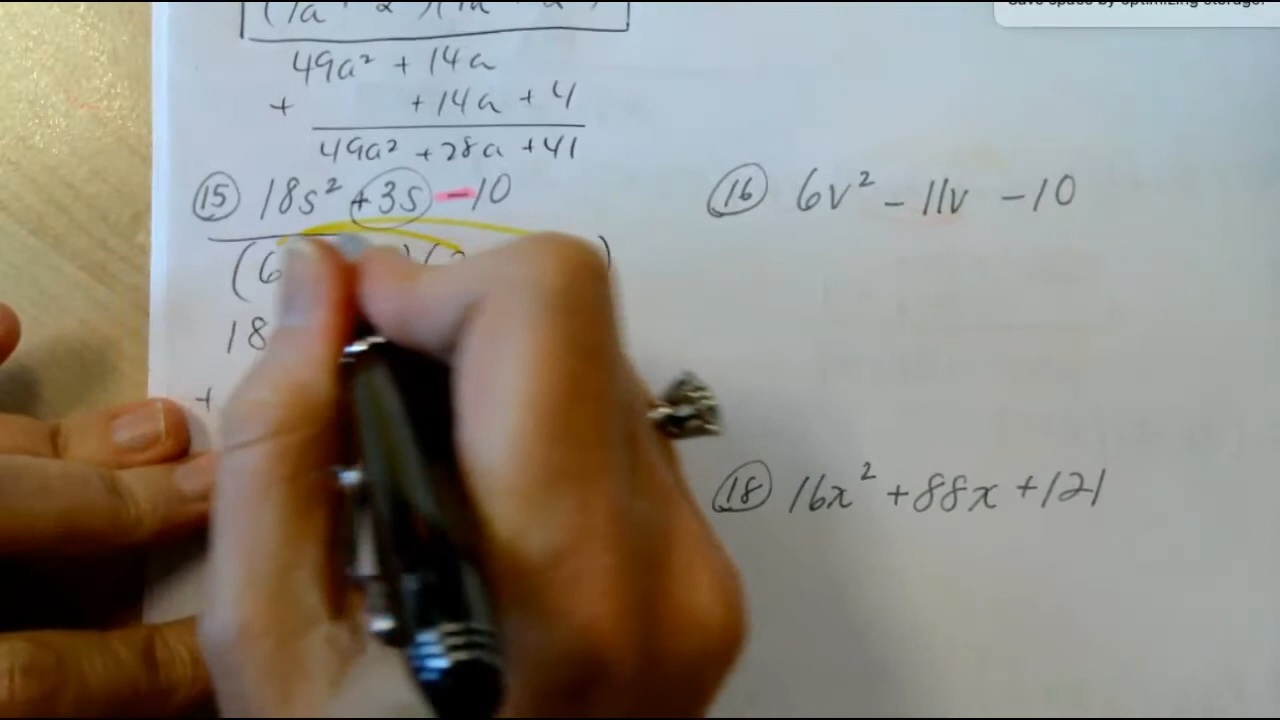 49a² + 14a
+ +14a + 4
49a² + 28a + 41
15 18s² + 3s - 10
16 6v² - 11v - 10
(6 ) (
18
+
18 16x² + 88x + 121